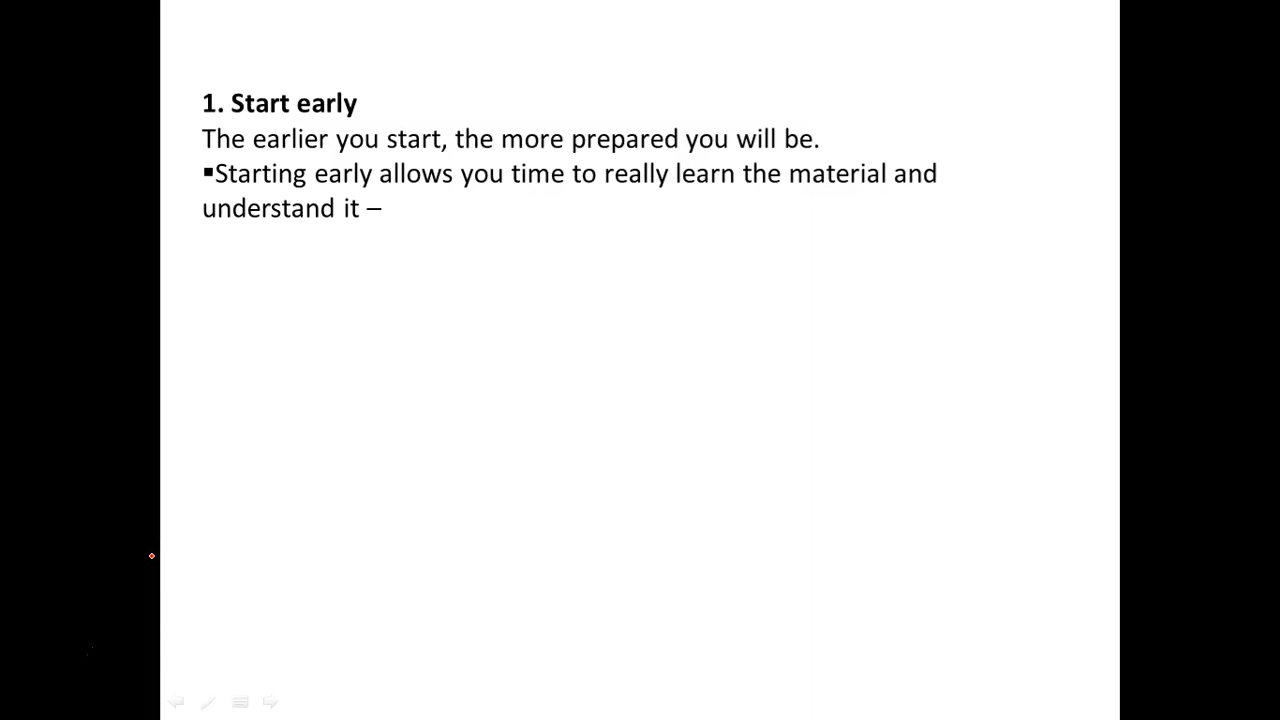 1. Start early
The earlier you start, the more prepared you will be.
▪Starting early allows you time to really learn the material and
understand it –